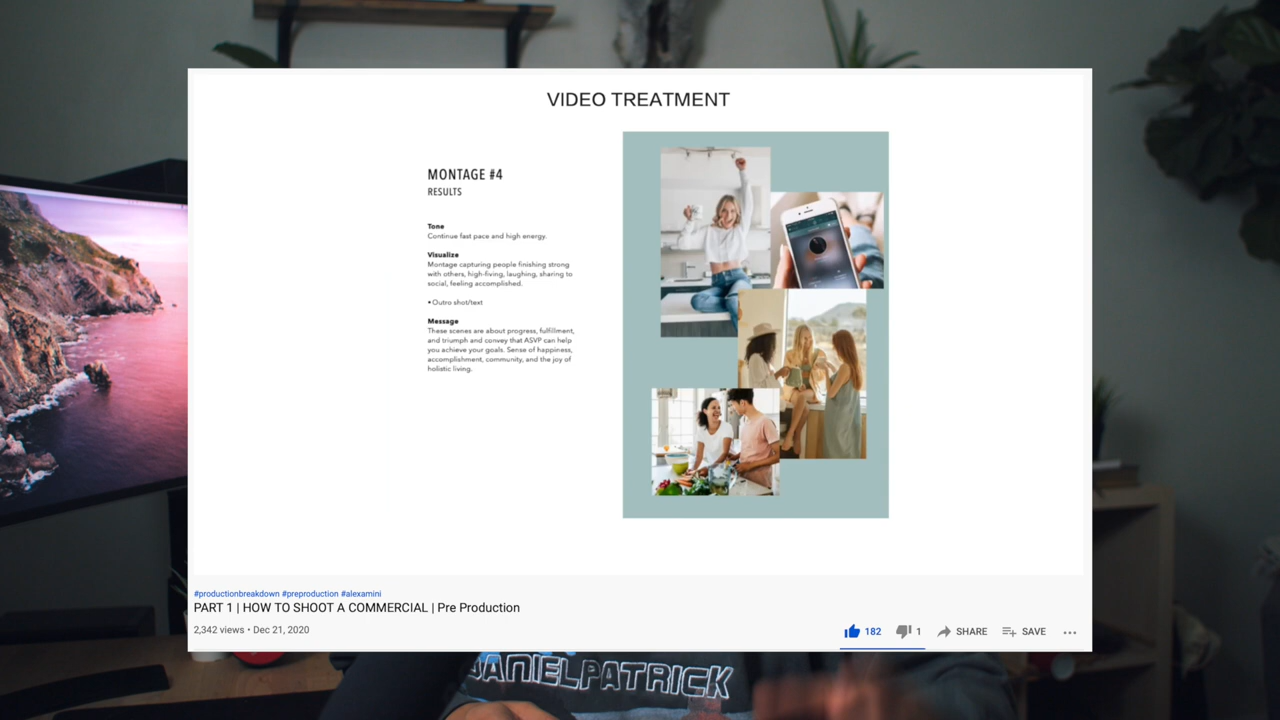 VIDEO TREATMENT
MONTAGE #4
RESULTS
Tone
Continue fast pace and high energy.
Visualize
Montage capturing people finishing strong
with others, high-fiving, laughing, sharing to
social, feeling accomplished.
• Outro shot/text
Message
These scenes are about progress, fulfillment,
and triumph and convey that ASVP can help
you achieve your goals. Sense of happiness,
accomplishment, community, and the joy of
holistic living.
#productionbreakdown #preproduction #alexamini
PART 1 | HOW TO SHOOT A COMMERCIAL | Pre Production
2,342 views • Dec 21, 2020
182
1
SHARE
SAVE
DANIELPATRICK